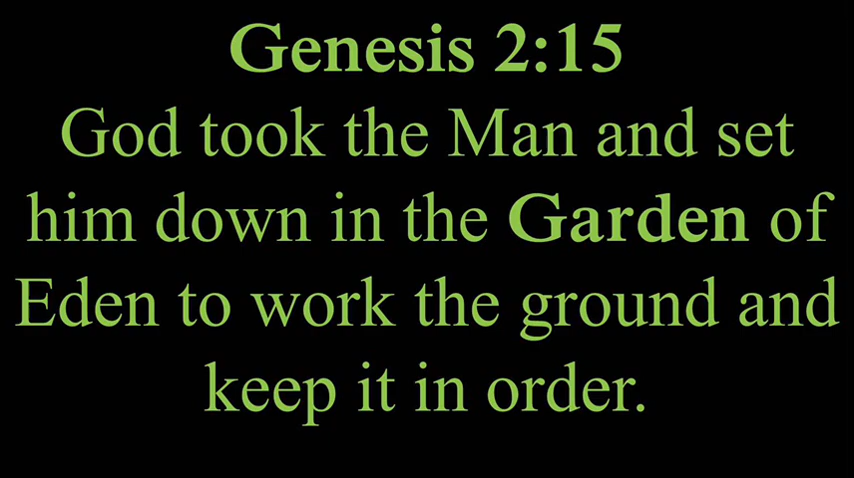 Genesis 2:15
God took the Man and set
him down in the Garden of
Eden to work the ground and
keep it in order.